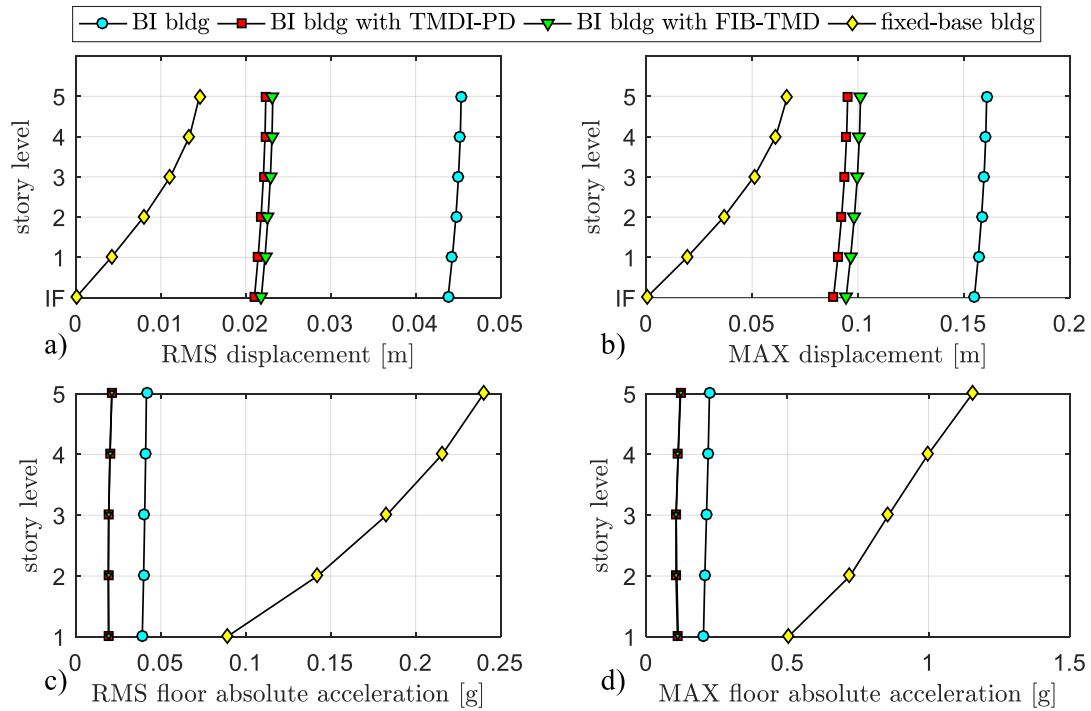 BI bldg BI bldg with TMDI-PD BI bldg with FIB-TMD fixed-base bldg
story level
5
4
3
2
1
IF
0 0.01 0.02 0.03 0.04 0.05
a) RMS displacement [m]
story level
5
4
3
2
1
IF
0 0.05 0.1 0.15 0.2
b) MAX displacement [m]
story level
5
4
3
2
1
0 0.05 0.1 0.15 0.2 0.25
c) RMS floor absolute acceleration [g]
story level
5
4
3
2
1
0 0.5 1 1.5
d) MAX floor absolute acceleration [g]